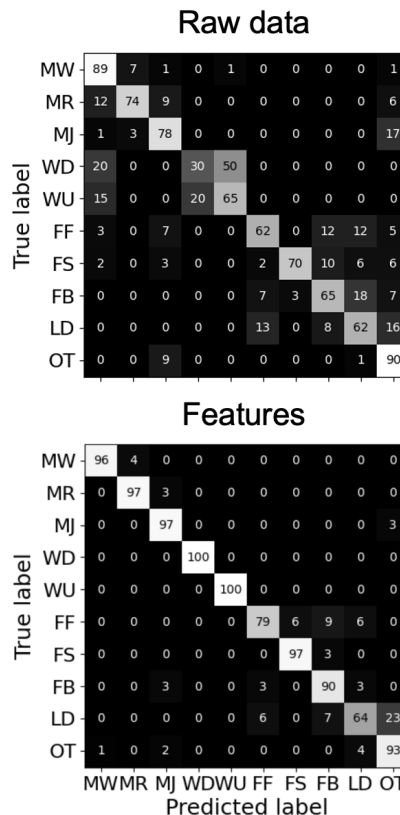 Raw data
True label
MW 89 7 1 0 1 0 0 0 0 1
MR 12 74 9 0 0 0 0 0 0 6
MJ 1 3 78 0 0 0 0 0 0 17
WD 20 0 0 30 50 0 0 0 0 0
WU 15 0 0 20 65 0 0 0 0 0
FF 3 0 7 0 0 62 0 12 12 5
FS 2 0 3 0 0 2 70 10 6 6
FB 0 0 0 0 0 7 3 65 18 7
LD 0 0 0 0 0 13 0 8 62 16
OT 0 0 9 0 0 0 0 0 1 90
Features
True label
MW 96 4 0 0 0 0 0 0 0 0
MR 0 97 3 0 0 0 0 0 0 0
MJ 0 0 97 0 0 0 0 0 0 3
WD 0 0 0 100 0 0 0 0 0 0
WU 0 0 0 0 100 0 0 0 0 0
FF 0 0 0 0 0 79 6 9 6 0
FS 0 0 0 0 0 0 97 3 0 0
FB 0 0 3 0 0 3 0 90 3 0
LD 0 0 0 0 0 6 0 7 64 23
OT 1 0 2 0 0 0 0 0 4 93
MW MR MJ WD WU FF FS FB LD OT
Predicted label